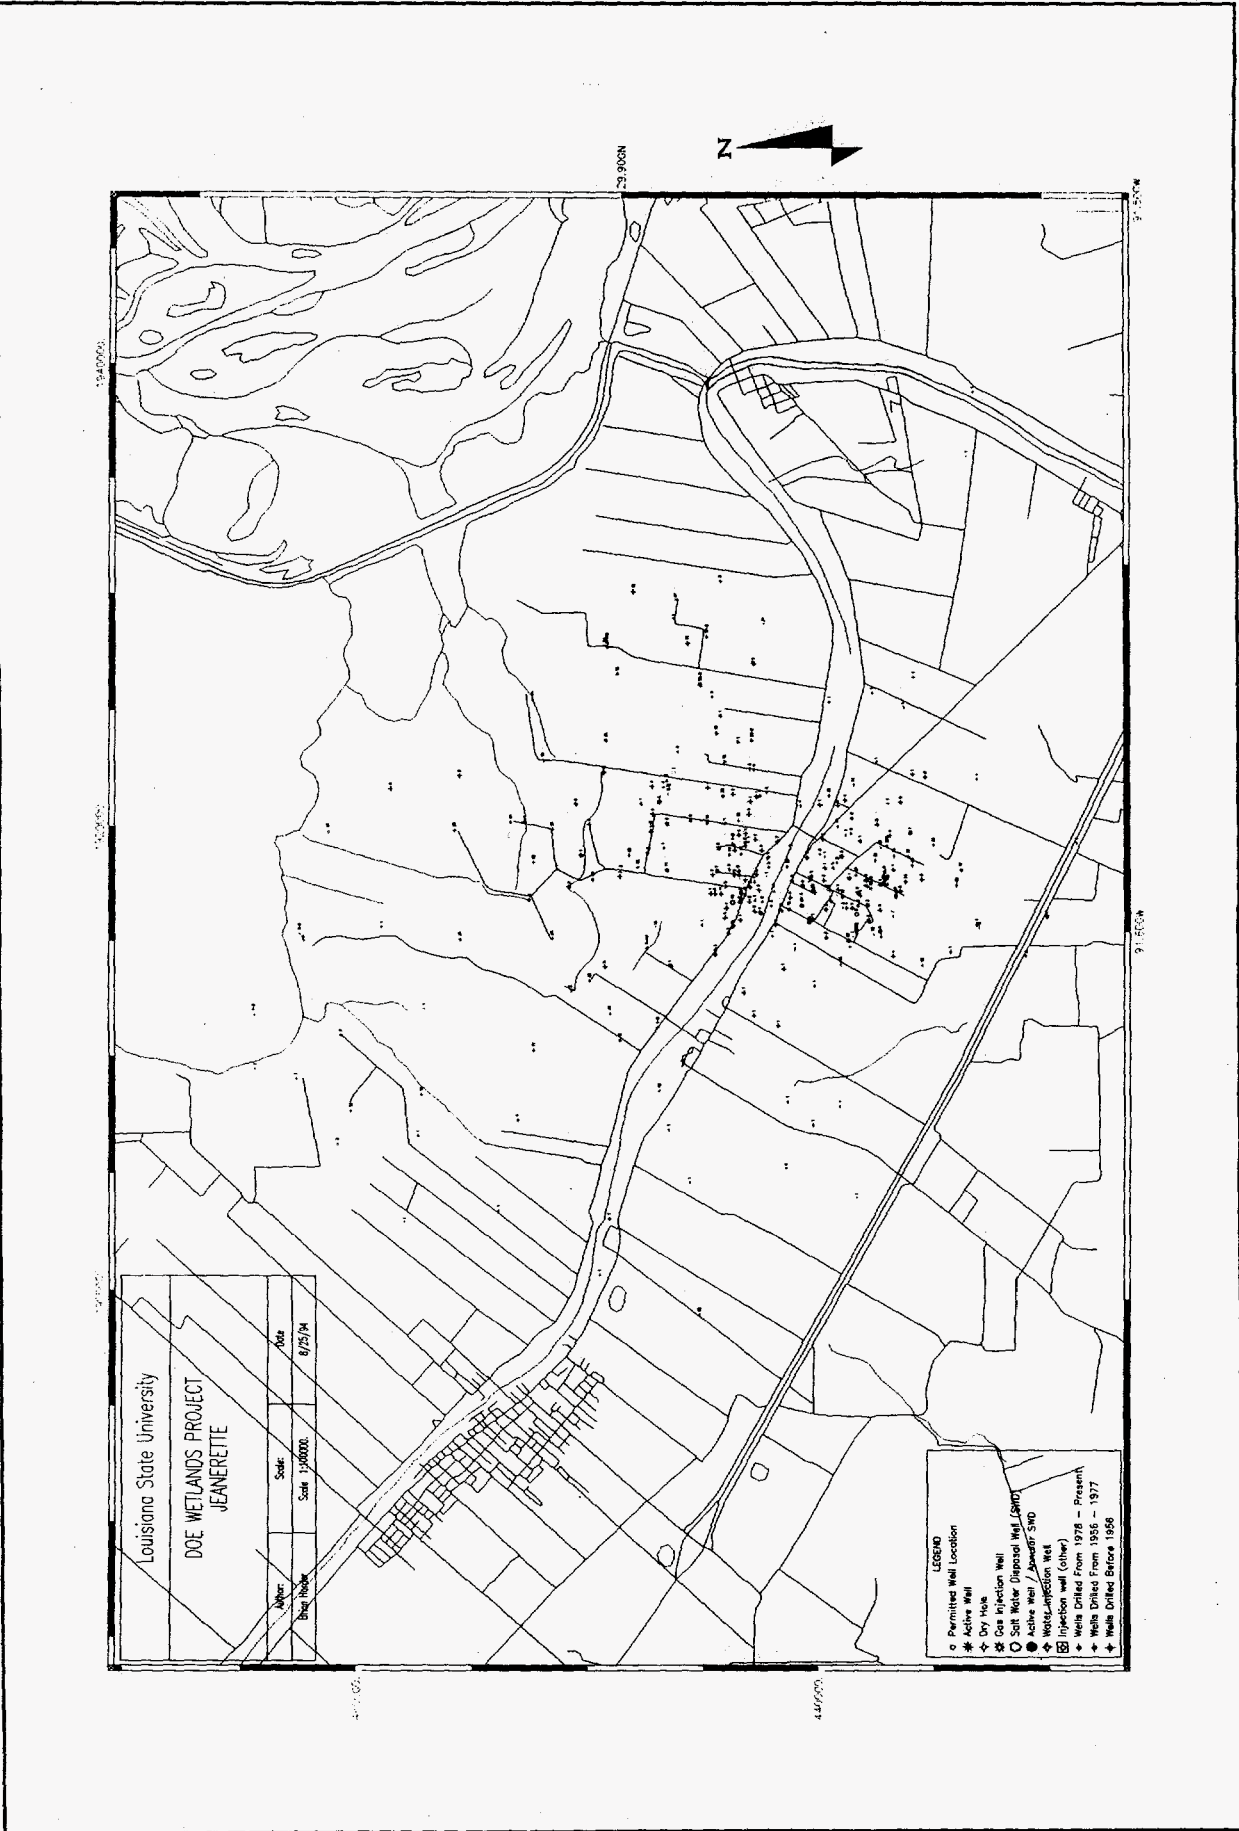 Louisiana State University
DOE WETLANDS PROJECT
JEANERETTE
Author:
Scale:
Date
Brian Harder
Scale 1:100000.
8/25/94
N
29.900N
1940000.
91.600W
440000.
LEGEND
Permitted Well Location
Active Well
Dry Hole
Gas Injection Well
Salt Water Disposal Well (SWD)
Active Well / Annular SWD
Water Injection Well
Injection well (other)
Wells Drilled From 1978 – Present
Wells Drilled From 1956 – 1977
Wells Drilled Before 1956